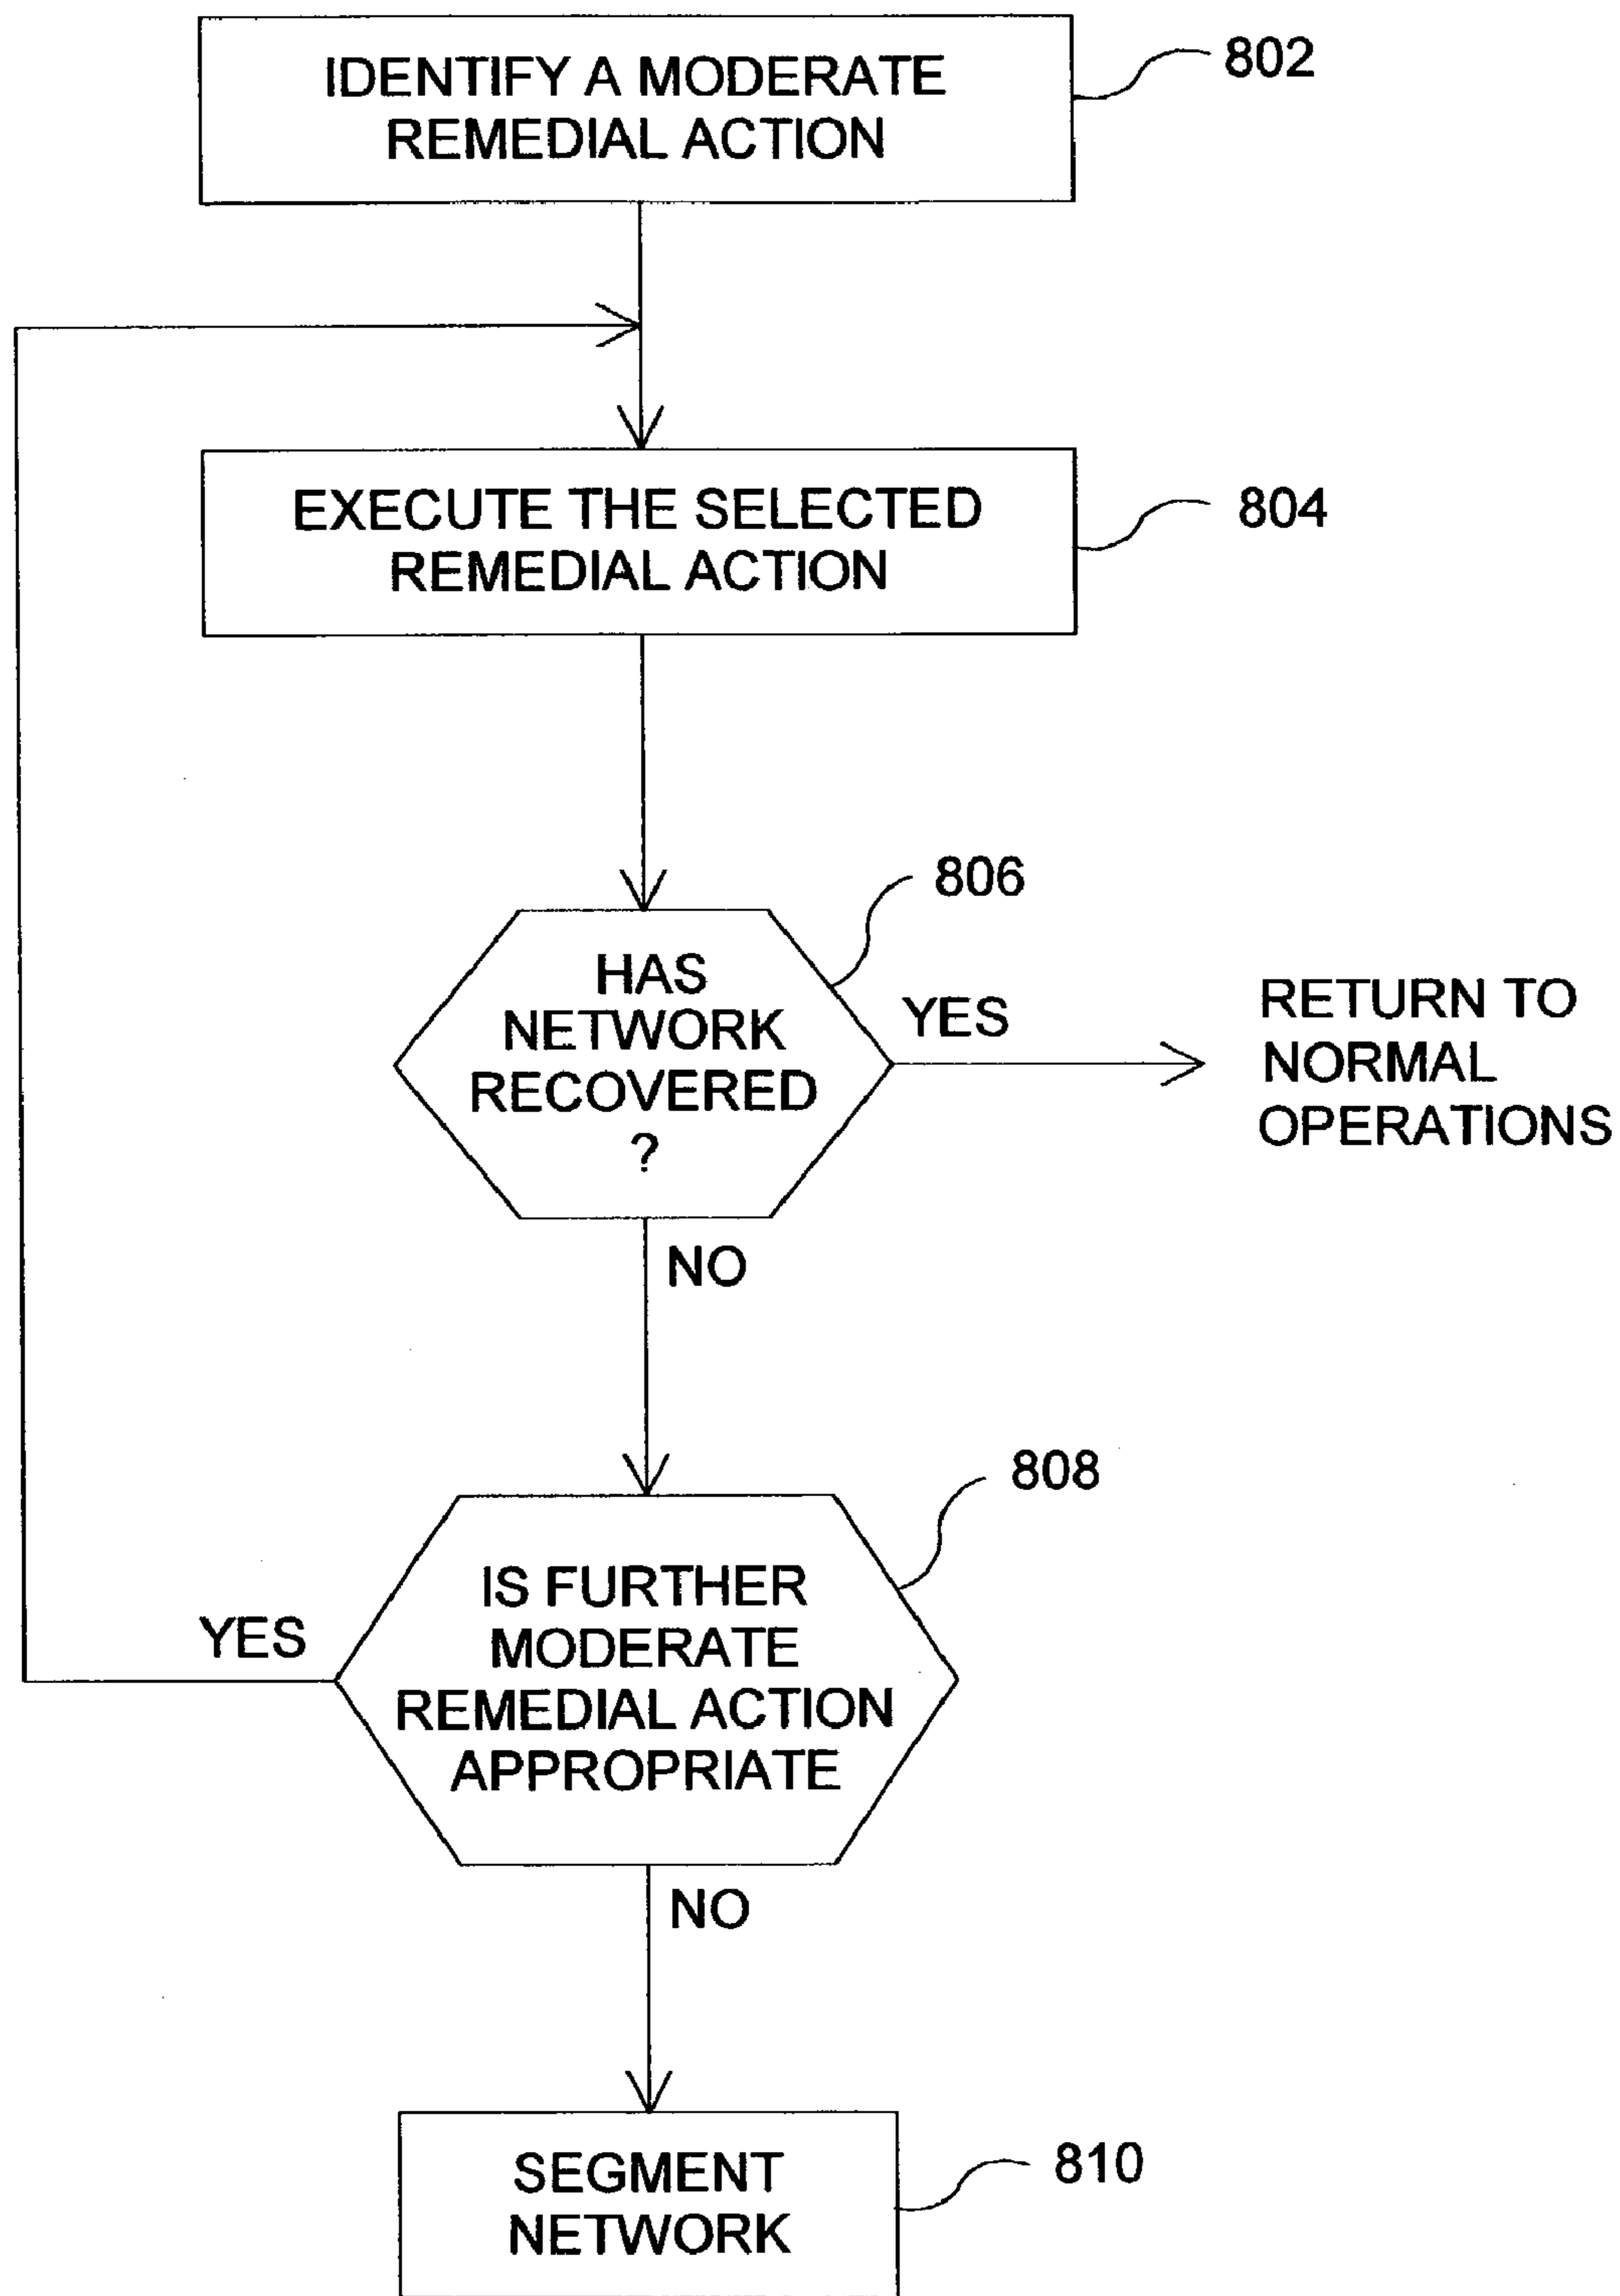 IDENTIFY A MODERATE
REMEDIAL ACTION
802
EXECUTE THE SELECTED
REMEDIAL ACTION
804
806
HAS
NETWORK
RECOVERED
?
YES
RETURN TO
NORMAL
OPERATIONS
NO
808
IS FURTHER
MODERATE
REMEDIAL ACTION
APPROPRIATE
YES
NO
SEGMENT
NETWORK
810